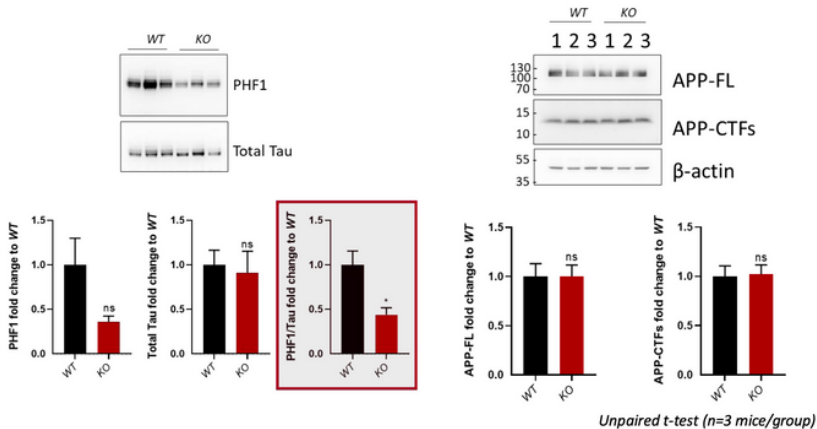 WT KO
PHF1
Total Tau
WT KO
1 2 3 1 2 3
130
100
70
APP-FL
15
10
APP-CTFs
55
35
β-actin
PHF1 fold change to WT
1.5
1.0
0.5
0.0
ns
WT KO
Total Tau fold change to WT
1.5
1.0
0.5
0.0
ns
WT KO
PHF1/Tau fold change to WT
1.5
1.0
0.5
0.0
*
WT KO
APP-FL fold change to WT
1.5
1.0
0.5
0.0
ns
WT KO
APP-CTFs fold change to WT
1.5
1.0
0.5
0.0
ns
WT KO
Unpaired t-test (n=3 mice/group)